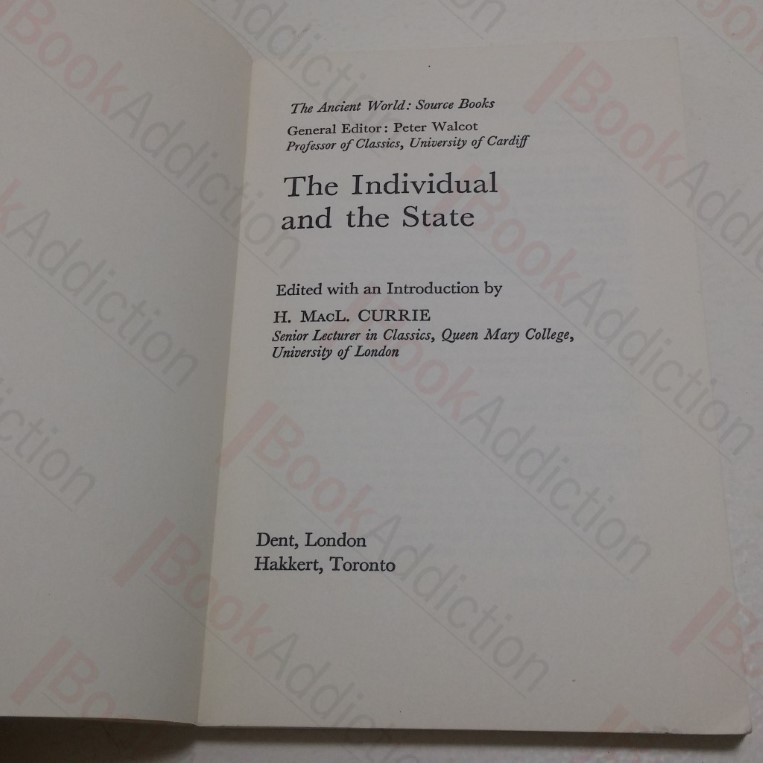 The Ancient World: Source Books
General Editor: Peter Walcot
Professor of Classics, University of Cardiff
The Individual
and the State
Edited with an Introduction by
H. MacL. CURRIE
Senior Lecturer in Classics, Queen Mary College,
University of London
Dent, London
Hakkert, Toronto
BookAddiction